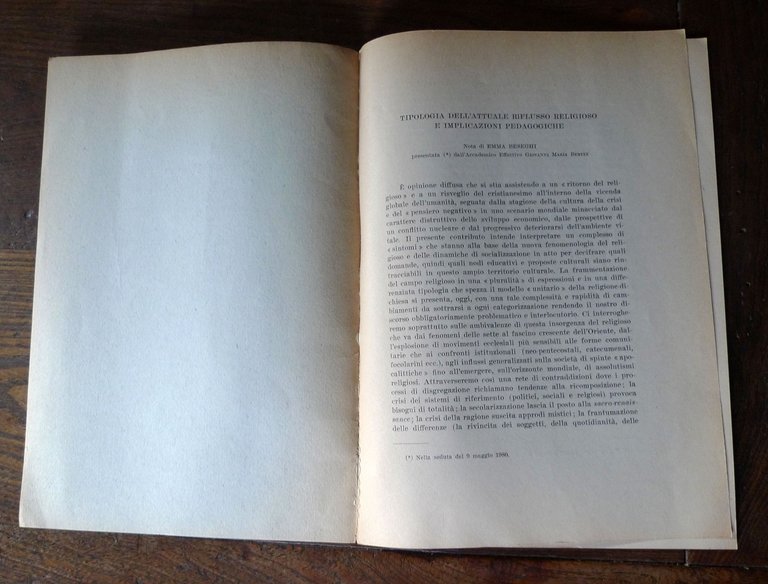 TIPOLOGIA DELL'ATTUALE RIFLUSSO RELIGIOSO
E IMPLICAZIONI PEDAGOGICHE
Nota di EMMA BESEGHI
presentata (*) dall'Accademico Effettivo GIOVANNI MARIA BERTIN
È opinione diffusa che si stia assistendo a un « ritorno del reli-
gioso » e a un risveglio del cristianesimo all'interno della vicenda
globale dell'umanità, segnata dalla stagione della cultura della crisi
e del « pensiero negativo » in uno scenario mondiale minacciato dal
carattere distruttivo dello sviluppo economico, dalle prospettive di
un conflitto nucleare e dal progressivo deteriorarsi dell'ambiente vi-
tale. Il presente contributo intende interpretare un complesso di
« sintomi » che stanno alla base della nuova fenomenologia del reli-
gioso e delle dinamiche di socializzazione in atto per decifrare quali
domande, quindi quali nodi educativi e proposte culturali siano rin-
tracciabili in questo ampio territorio culturale. La frammentazione
del campo religioso in una « pluralità » di espressioni e in una diffe-
renziata tipologia che spezza il modello « unitario » della religione-di-
chiesa si presenta, oggi, con una tale complessità e rapidità di cam-
biamenti da sottrarsi a ogni categorizzazione rendendo il nostro di-
scorso obbligatoriamente problematico e interlocutorio. Ci interroghe-
remo soprattutto sulle ambivalenze di questa insorgenza del religioso
che va dai fenomeni delle sette al fascino crescente dell'Oriente, dal-
l'esplosione di movimenti ecclesiali più sensibili alle forme comuni-
tarie che ai confronti istituzionali (neo-pentecostali, catecumenali,
focolarini ecc.), agli influssi generalizzati sulla società di spinte « apo-
calittiche » fino all'emergere, sull'orizzonte mondiale, di assolutismi
religiosi. Attraverseremo così una rete di contraddizioni dove i pro-
cessi di disgregazione richiamano tendenze alla ricomposizione; la
crisi dei sistemi di riferimento (politici, sociali e relgiosi) provoca
bisogni di totalità; la secolarizzazione lascia il posto alla sacro-renais-
sence; la crisi della ragione suscita approdi mistici; la frantumazione
delle differenze (la rivincita dei soggetti, della quotidianità, delle
(*) Nella seduta del 9 maggio 1980.